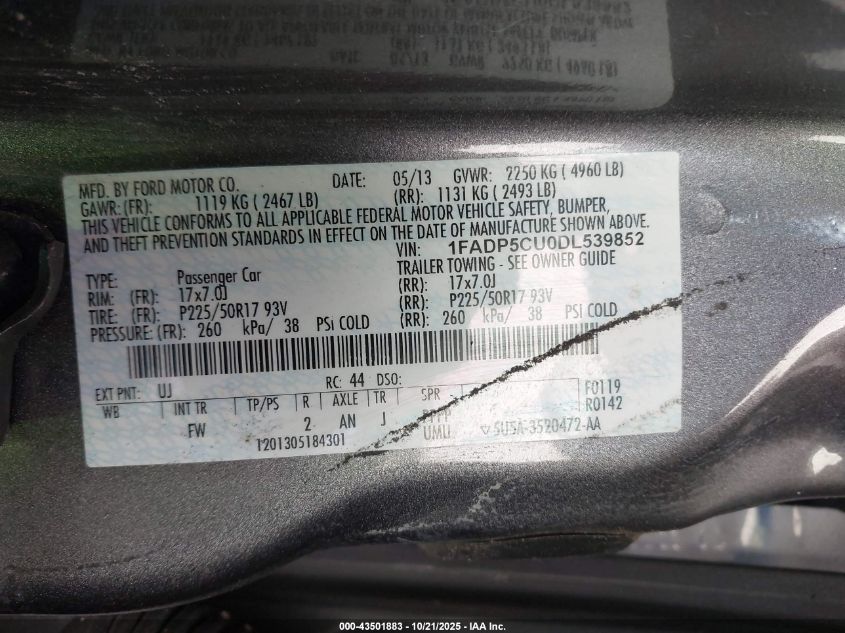 MFD. BY FORD MOTOR CO. DATE: 05/13 GVWR: 2250 KG ( 4960 LB)
GAWR: (FR): 1119 KG ( 2467 LB) (RR): 1131 KG ( 2493 LB)
THIS VEHICLE CONFORMS TO ALL APPLICABLE FEDERAL MOTOR VEHICLE SAFETY, BUMPER,
AND THEFT PREVENTION STANDARDS IN EFFECT ON THE DATE OF MANUFACTURE SHOWN ABOVE.
VIN: 1FADP5CU0DL539852
TYPE: Passenger Car TRAILER TOWING - SEE OWNER GUIDE
RIM: (FR): 17x7.0J (RR): 17x7.0J
TIRE: (FR): P225/50R17 93V (RR): P225/50R17 93V
PRESSURE: (FR): 260 kPa/ 38 PSi COLD (RR): 260 kPa/ 38 PSi COLD
EXT PNT: UJ RC: 44 DSO: F0119
WB INT TR TP/PS R AXLE TR SPR R0142
FW 2 AN J UMU
1201305184301 5U5A-3520472-AA
000-43501883 - 10/21/2025 - IAA Inc.